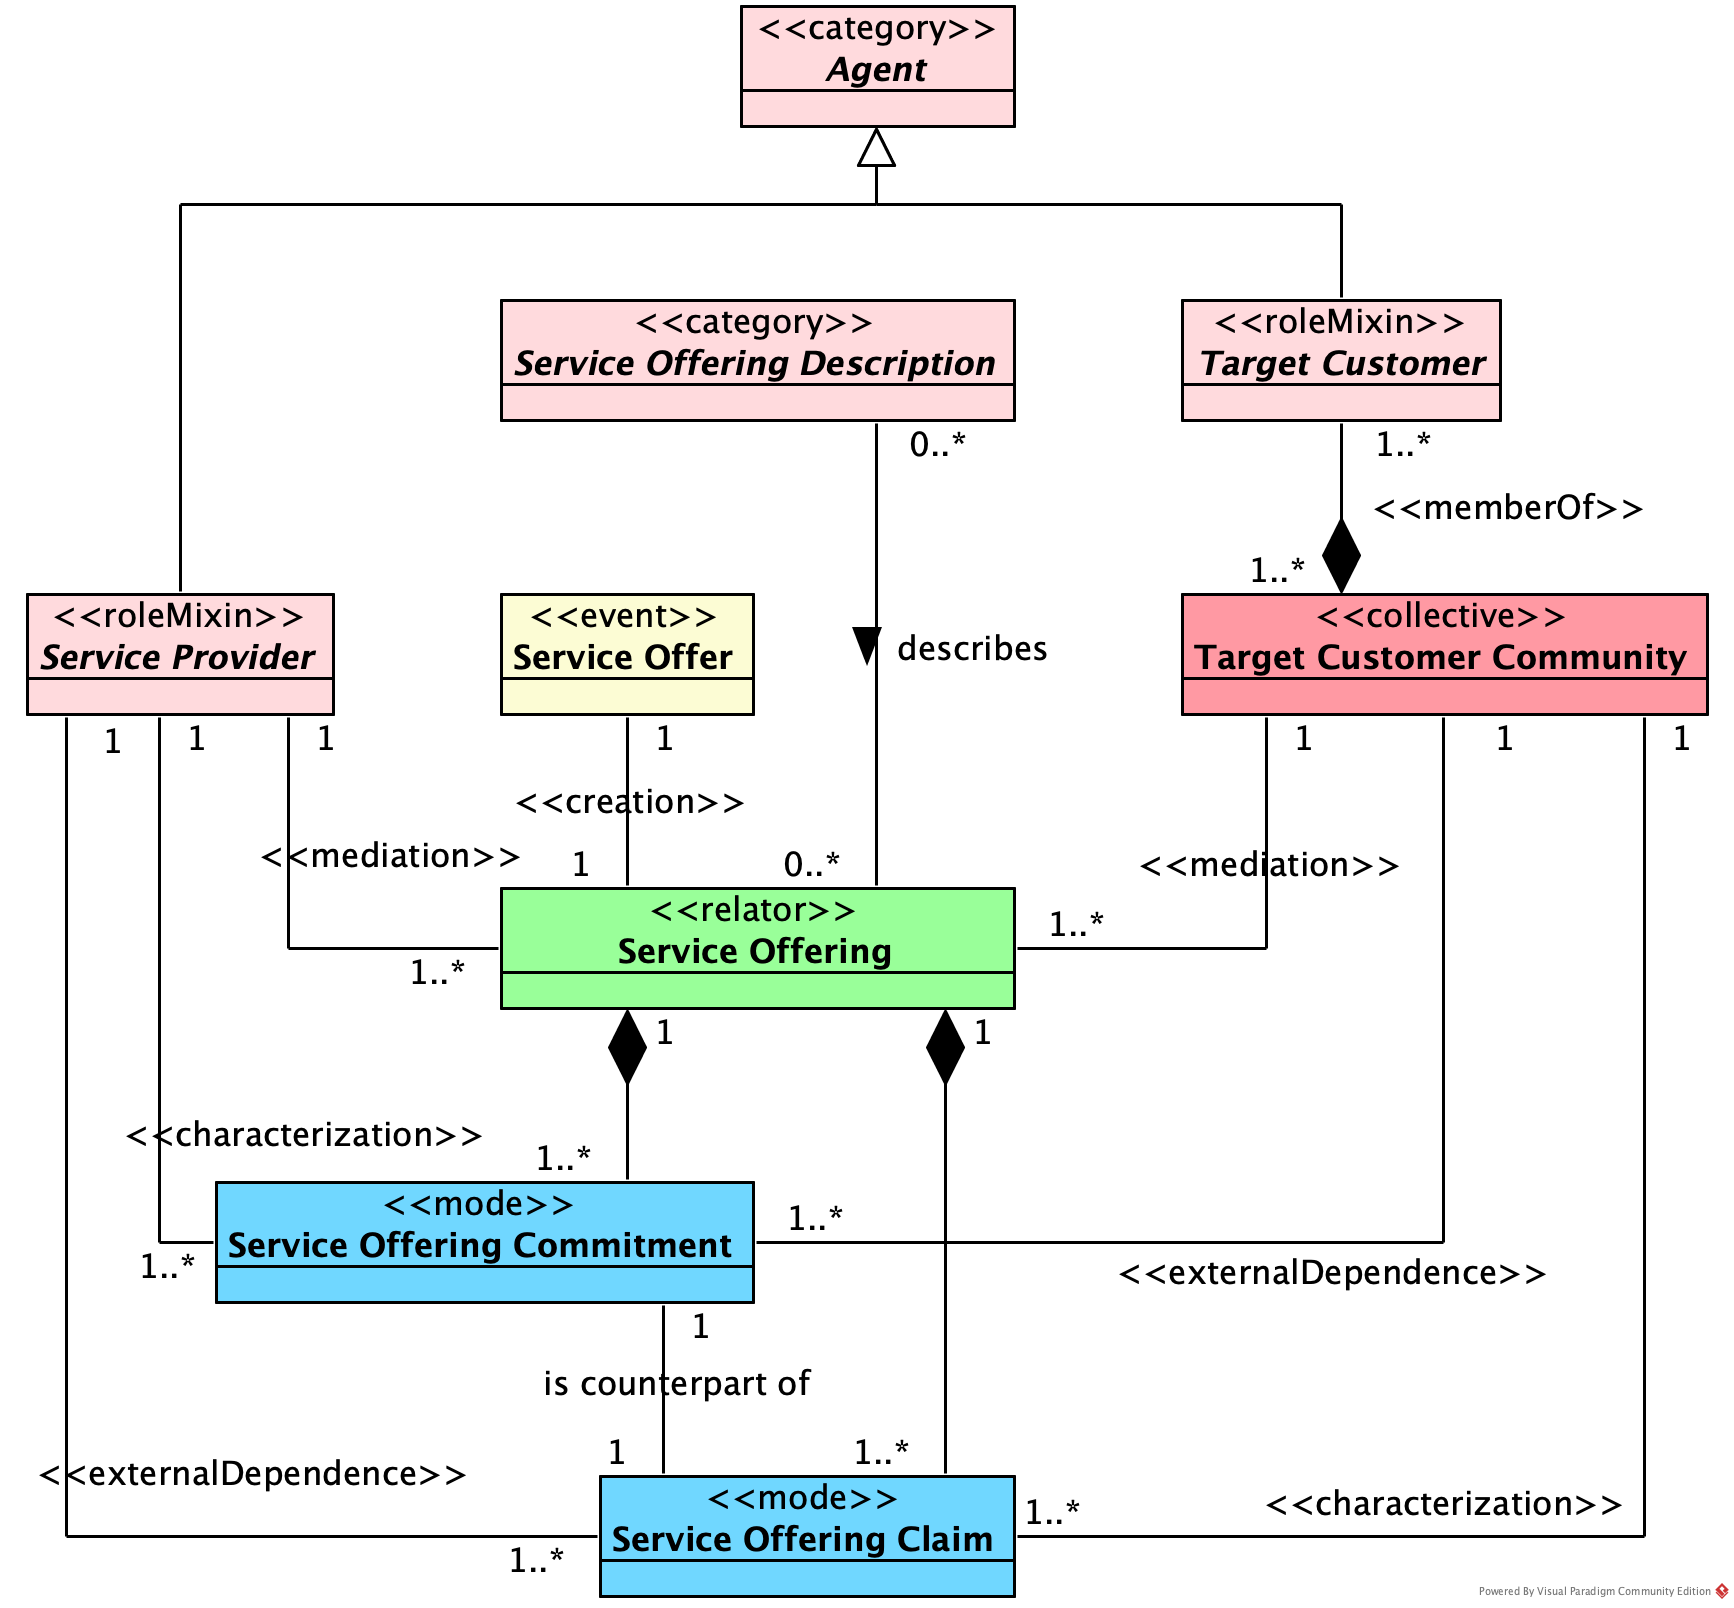 <<category>>
Agent
<<category>>
Service Offering Description
<<roleMixin>>
Target Customer
0..*
1..*
<<memberOf>>
1..*
<<roleMixin>>
Service Provider
<<event>>
Service Offer
describes
<<collective>>
Target Customer Community
1
1
1
1
1
1
1
<<creation>>
<<mediation>>
1
0..*
<<mediation>>
<<relator>>
Service Offering
1..*
1..*
1
1
<<characterization>>
1..*
<<mode>>
Service Offering Commitment
1..*
1..*
<<externalDependence>>
1
is counterpart of
1
1..*
<<externalDependence>>
<<mode>>
Service Offering Claim
1..*
<<characterization>>
1..*
Powered By Visual Paradigm Community Edition